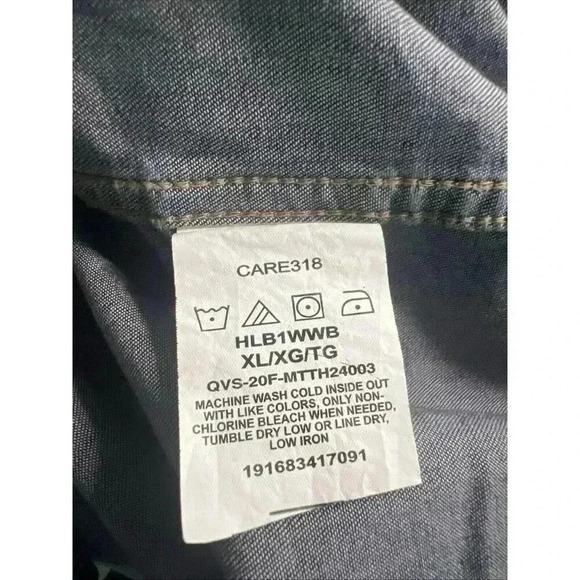 CARE318
HLB1WWB
XL/XG/TG
QVS-20F-MTTH24003
MACHINE WASH COLD INSIDE OUT
WITH LIKE COLORS, ONLY NON-
CHLORINE BLEACH WHEN NEEDED,
TUMBLE DRY LOW OR LINE DRY,
LOW IRON
191683417091